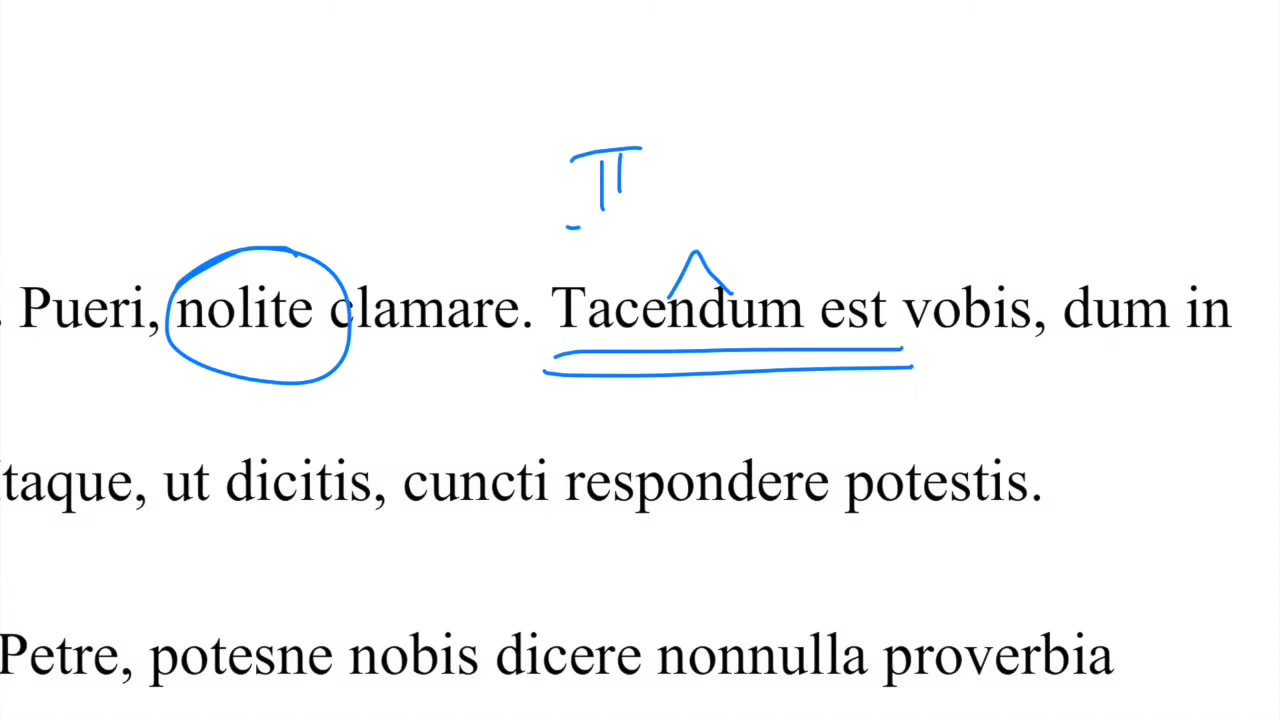 Pueri, nolite clamare. Tacendum est vobis, dum in
Itaque, ut dicitis, cuncti respondere potestis.
Petre, potesne nobis dicere nonnulla proverbia